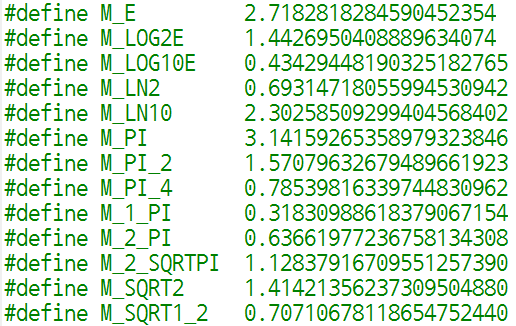 #define M_E 2.7182818284590452354
#define M_LOG2E 1.4426950408889634074
#define M_LOG10E 0.43429448190325182765
#define M_LN2 0.69314718055994530942
#define M_LN10 2.30258509299404568402
#define M_PI 3.14159265358979323846
#define M_PI_2 1.57079632679489661923
#define M_PI_4 0.78539816339744830962
#define M_1_PI 0.31830988618379067154
#define M_2_PI 0.63661977236758134308
#define M_2_SQRTPI 1.12837916709551257390
#define M_SQRT2 1.41421356237309504880
#define M_SQRT1_2 0.70710678118654752440